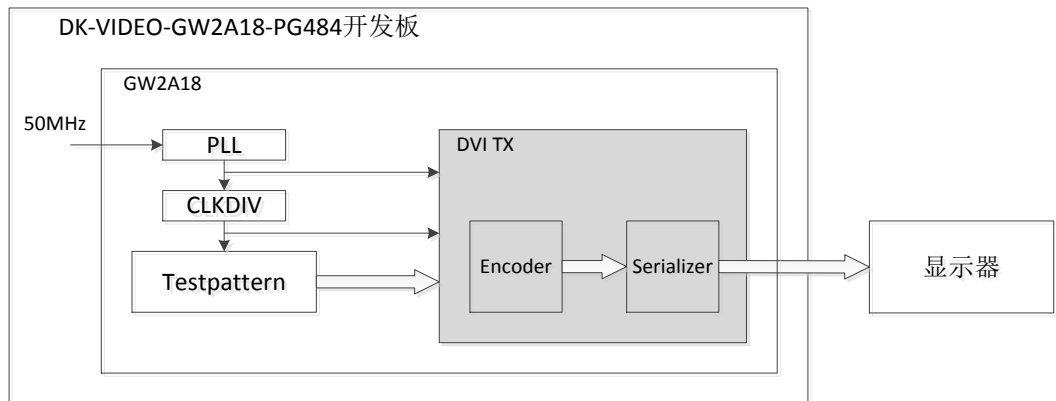 DK-VIDEO-GW2A18-PG484开发板
GW2A18
50MHz
PLL
DVI TX
CLKDIV
Testpattern
Encoder
Serializer
显示器